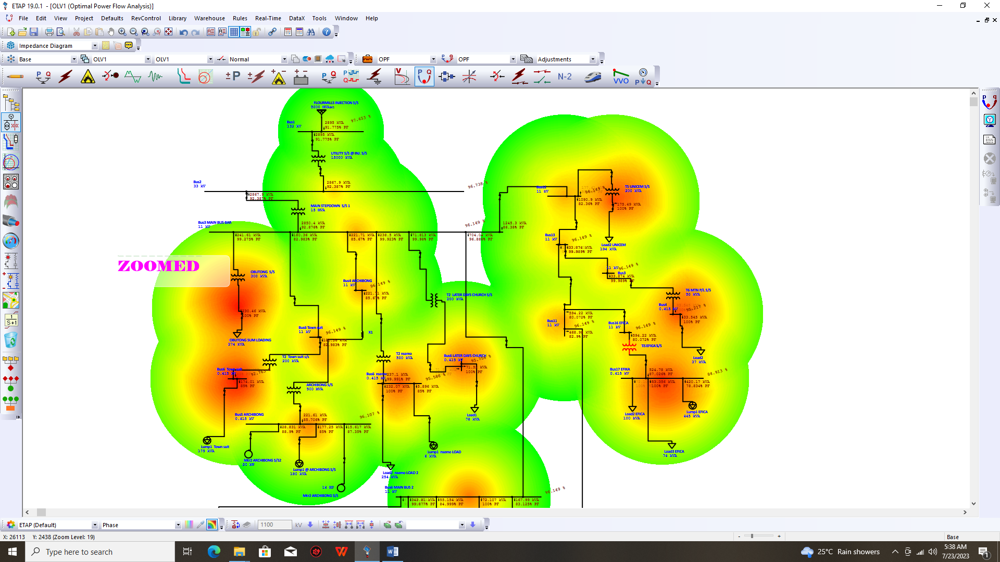 ETAP 19.0.1 - [OLV1 (Optimal Power Flow Analysis)]
File Edit View Project Defaults RevControl Library Warehouse Rules Real-Time DataX Tools Window Help
Impedance Diagram
Base OLV1 OLV1 Normal OPF OPF Adjustments
N-2
VVO
FLOURMILLS INJECTION S/S
5000 MVAsc
97.653 %
Bus1
132 kV
2895 kVA
91.775% PF
2895 kVA
91.775% PF
UTILITY S/S @ INJ. S/S
15000 kVA
Bus2
33 kV
2867.9 kVA
92.387% PF
96.738 %
2867.9 kVA
92.387% PF
MAIN STEPDOWN S/S 1
15 MVA
Bus3 MAIN BUS BAR
11 kV
2850.4 kVA
92.876% PF
96.149 %
1245.3 kVA
86.38% PF
241.61 kVA
99.275% PF
180.36 kVA
82.983% PF
221.71 kVA
85.67% PF
238.5 kVA
99.923% PF
71.813 kVA
99.98% PF
704.04 kVA
96.886% PF
ZOOMED
OBUTONG S/S
300 kVA
230.46 kVA
100% PF
OBUTONG SUM LOADING
274 kVA
Bus4 ARCHIBONG
11 kV
96.149 %
221.71 kVA
85.67% PF
T2 LATER DAYS CHURCH S/S
200 kVA
Bus6 Town suit
11 kV
96.149 %
82.983% PF
X1
T2 Town suit s/s
200 kVA
Bus6 Town suit
0.415 kV
174.01 kVA
85% PF
Lump1 Town suit
179 kVA
ARCHIBONG S/S
500 kVA
Bus5 ARCHIBONG
0.415 kV
221.61 kVA
85.706% PF
96.107 %
28.831 kVA
88.9% PF
177.25 kVA
85% PF
15.617 kVA
87.35% PF
Mtr2 ARCHIBONG S/S2
20 kW
Lump1 @ ARCHIBONG S/S
180 kVA
14 HP
Mtr2 ARCHIBONG S/S
T2 nsemo
500 kVA
Bus6 nsemo
0.415 kV
237.1 kVA
99.991% PF
95.586 %
232.07 kVA
100% PF
5.896 kVA
85% PF
Lump1 nsemo LOAD
6 kVA
Load2 nsemo LOAD 2
254 kVA
Bus6 LATER DAYS CHURCH
0.415 kV
100% PF
Load1
78 kVA
Bus6 MAIN BUS 2
11 kV
96.149 %
343.81 kVA
99.877% PF
55.154 kVA
84.999% PF
72.107 kVA
100% PF
167.99 kVA
83.125% PF
Bus12
11 kV
96.149 %
1090.9 kVA
82.36% PF
T5 UNICEM S/S
200 kVA
175.49 kVA
100% PF
Load2 UNICEM
194 kVA
Bus13
11 kV
96.149 %
33.874 kVA
99.989% PF
11 kV
96.149 %
Bus3
33.874 kVA
99.989% PF
T6 MTN P/L S/S
50 kVA
Bus4
0.415 kV
95.217 %
33.545 kVA
100% PF
Load2
37 kVA
Bus11
11 kV
594.22 kVA
80.072% PF
96.149 %
468.98 kVA
82.9% PF
Bus16 EFICA
11 kV
96.149 %
594.22 kVA
80.072% PF
T5 EFICA S/S
Bus17 EFIKA
0.415 kV
524.78 kVA
87.026% PF
84.913 %
53.356 kVA
100% PF
420.17 kVA
78.834% PF
Load2 EFICA
100 kVA
Lump1 EFICA
445 kVA
Load3 EFICA
74 kVA
ETAP (Default) Phase 1100 kV
X: 26113 Y: 2438 (Zoom Level: 19) Base
Type here to search
25°C Rain showers
5:38 AM
7/23/2023